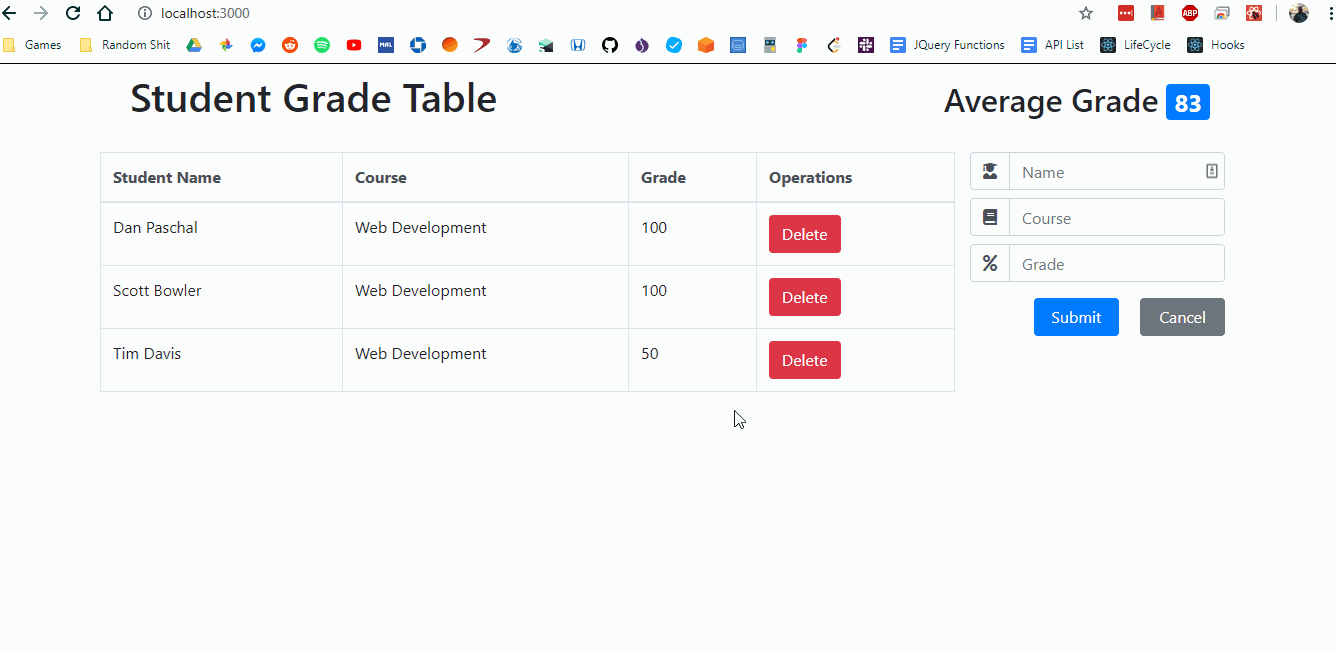 localhost:3000
ABP
Games
Random Shit
MAL
JQuery Functions
API List
LifeCycle
Hooks
Student Grade Table
Average Grade 83
Student Name Course Grade Operations
Dan Paschal Web Development 100 Delete
Scott Bowler Web Development 100 Delete
Tim Davis Web Development 50 Delete
Name
Course
Grade
Submit Cancel